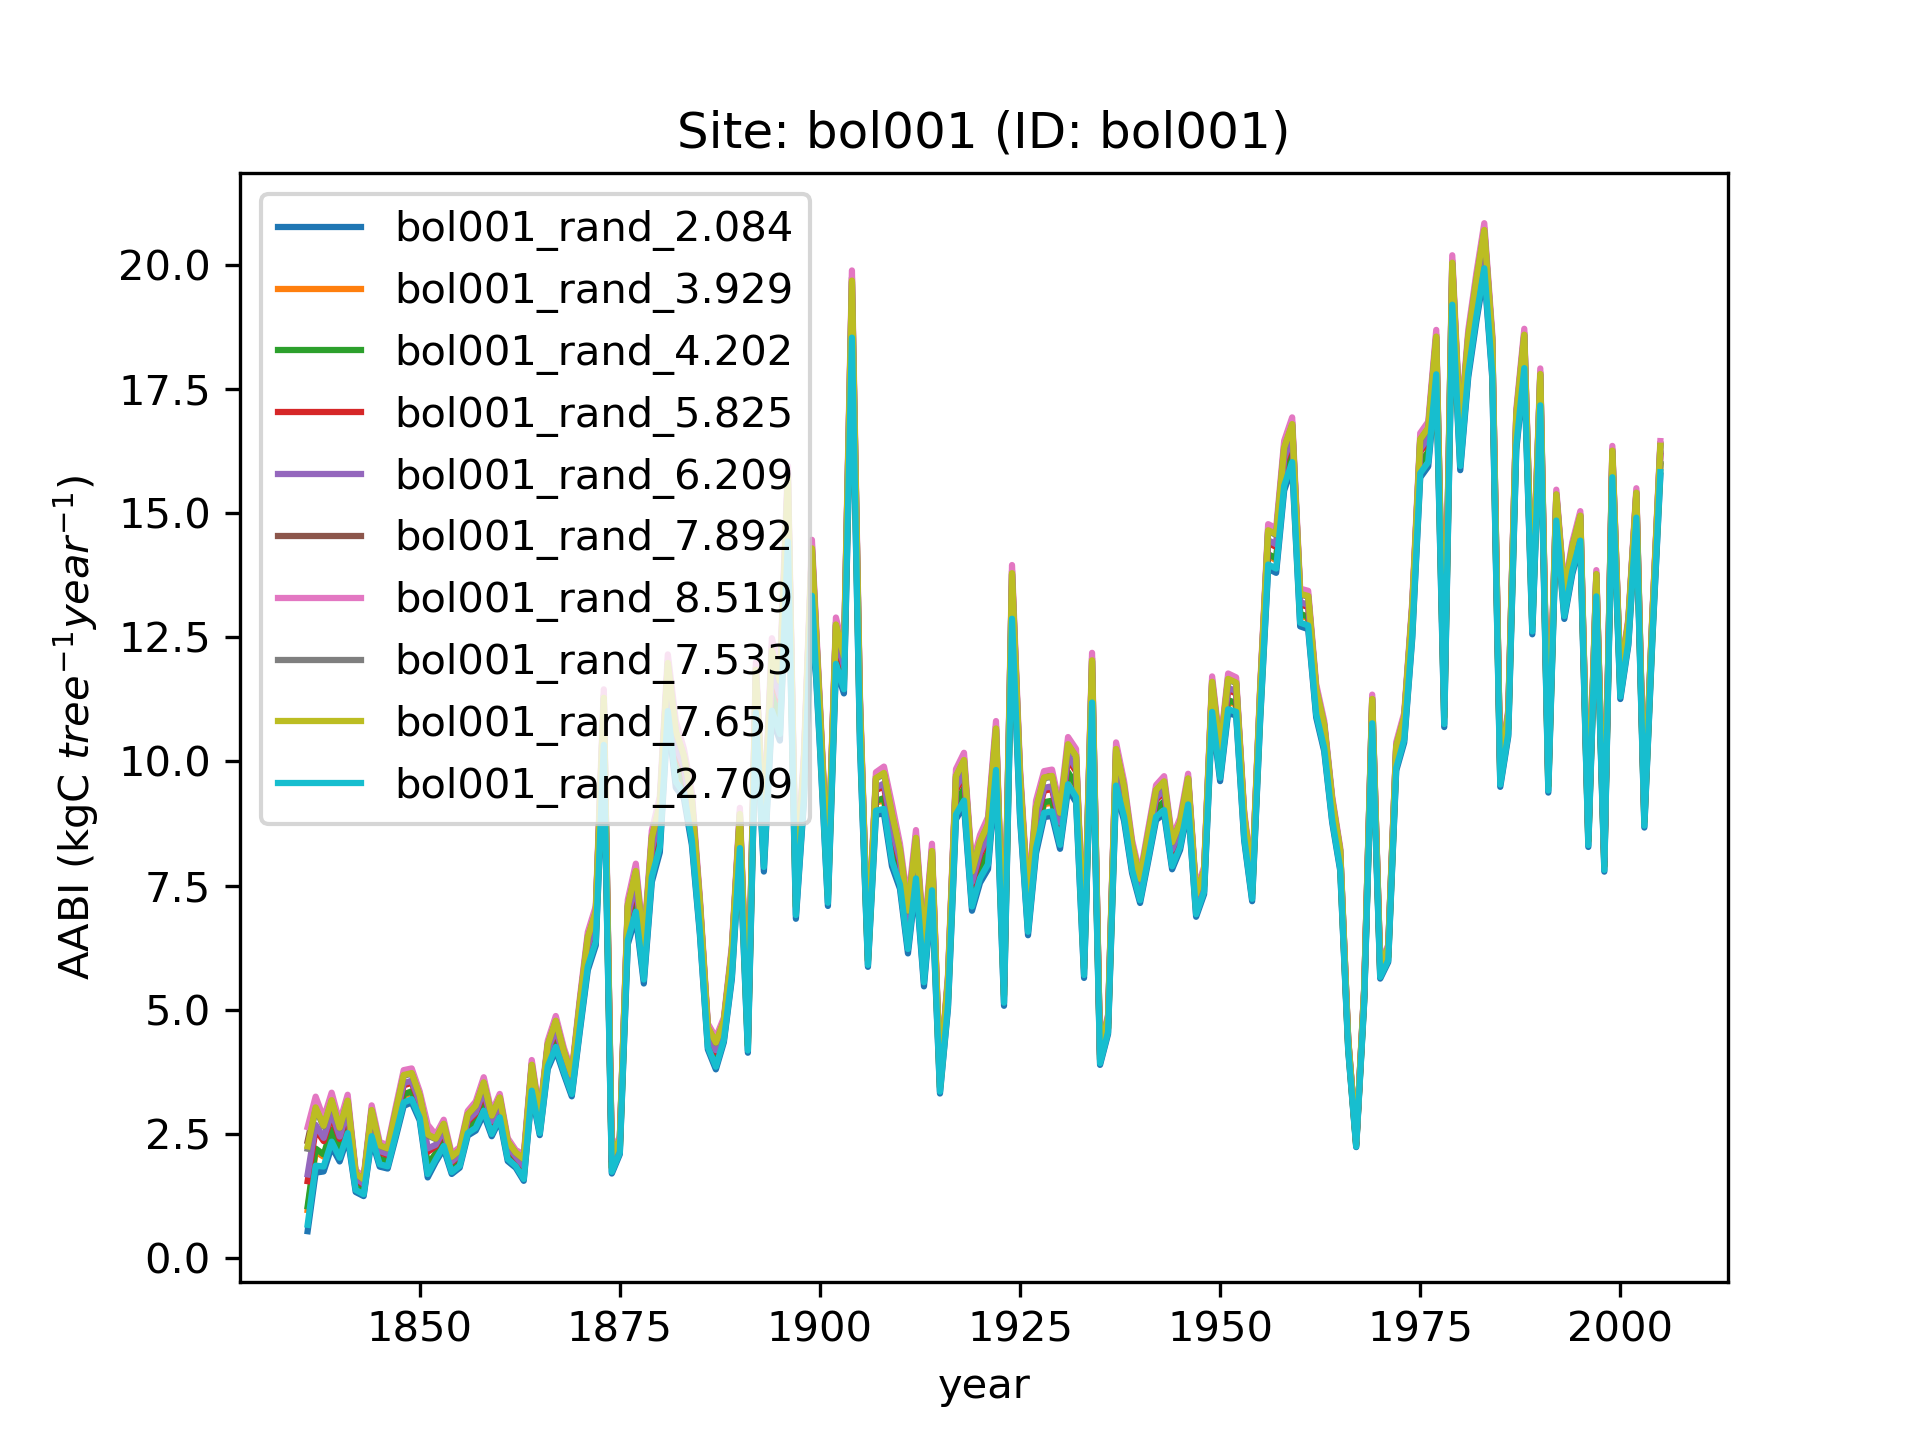 Site: bol001 (ID: bol001)
bol001_rand_2.084
bol001_rand_3.929
bol001_rand_4.202
bol001_rand_5.825
bol001_rand_6.209
bol001_rand_7.892
bol001_rand_8.519
bol001_rand_7.533
bol001_rand_7.65
bol001_rand_2.709
20.0
17.5
15.0
12.5
10.0
7.5
5.0
2.5
0.0
AABI (kgC tree⁻¹year⁻¹)
1850 1875 1900 1925 1950 1975 2000
year